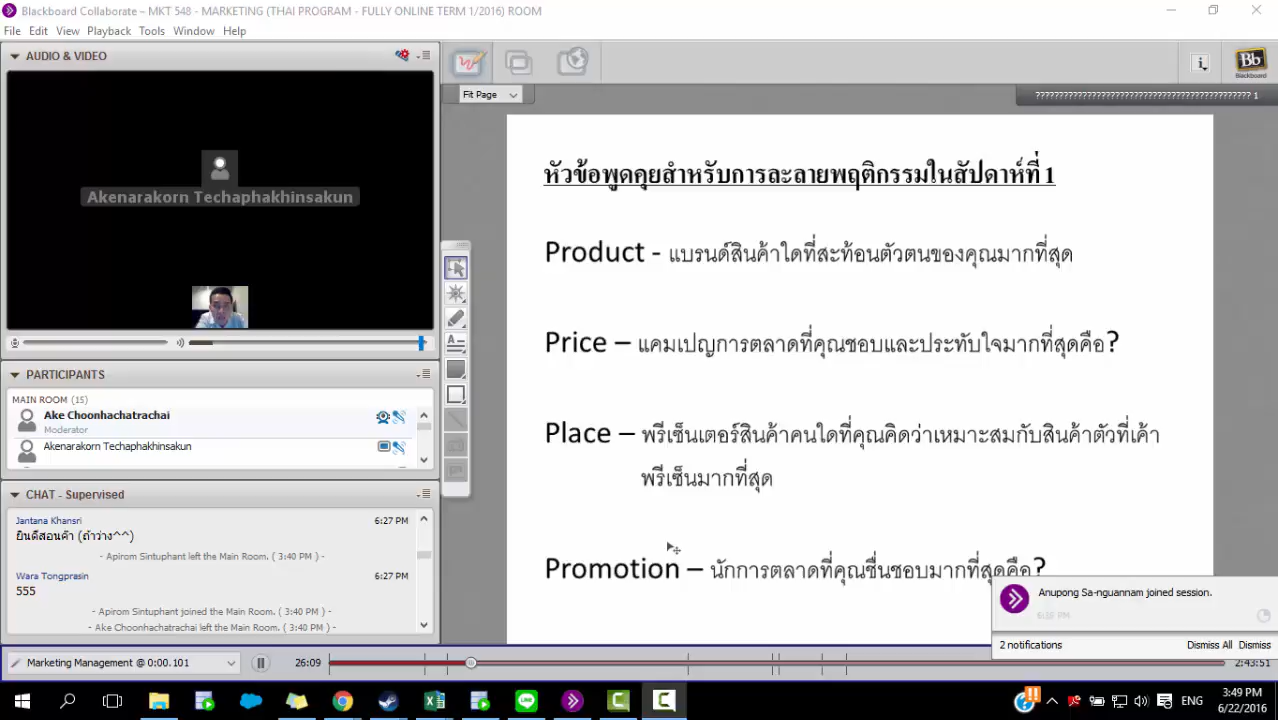 Blackboard Collaborate – MKT 548 - MARKETING (THAI PROGRAM - FULLY ONLINE TERM 1/2016) ROOM
File Edit View Playback Tools Window Help
AUDIO & VIDEO
Akenarakorn Techaphakhinsakun
PARTICIPANTS
MAIN ROOM (15)
Ake Choonhachatrachai
Moderator
Akenarakorn Techaphakhinsakun
CHAT - Supervised
Jantana Khansri 6:27 PM
ยินดีสอนค้า (ถ้าว่าง^^)
- Apirom Sintuphant left the Main Room. ( 3:40 PM ) -
Wara Tongprasin 6:27 PM
555
- Apirom Sintuphant joined the Main Room. ( 3:40 PM ) -
- Ake Choonhachatrachai left the Main Room. ( 3:40 PM ) -
Fit Page
Bb
Blackboard
????????????????????????????????????????????? 1
หัวข้อพูดคุยสำหรับการละลายพฤติกรรมในสัปดาห์ที่ 1
Product - แบรนด์สินค้าใดที่สะท้อนตัวตนของคุณมากที่สุด
Price – แคมเปญการตลาดที่คุณชอบและประทับใจมากที่สุดคือ?
Place – พรีเซ็นเตอร์สินค้าคนใดที่คุณคิดว่าเหมาะสมกับสินค้าตัวที่เค้า
พรีเซ็นมากที่สุด
Promotion – นักการตลาดที่คุณชื่นชอบมากที่สุดคือ?
Anupong Sa-nguannam joined session.
2 notifications Dismiss All Dismiss
Marketing Management @ 0:00.101 26:09 2:43:51
LINE
ENG
3:49 PM
6/22/2016